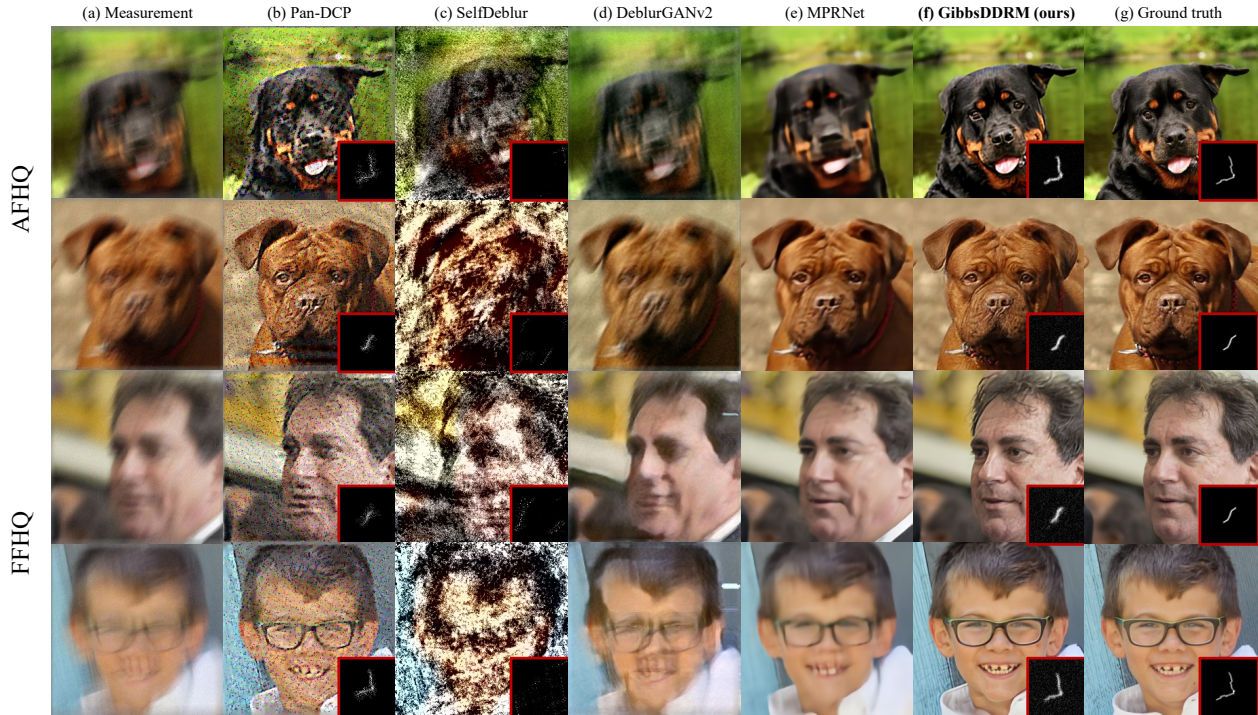 (a) Measurement
(b) Pan-DCP
(c) SelfDeblur
(d) DeblurGANv2
(e) MPRNet
(f) GibbsDDRM (ours)
(g) Ground truth
AFHQ
FFHQ